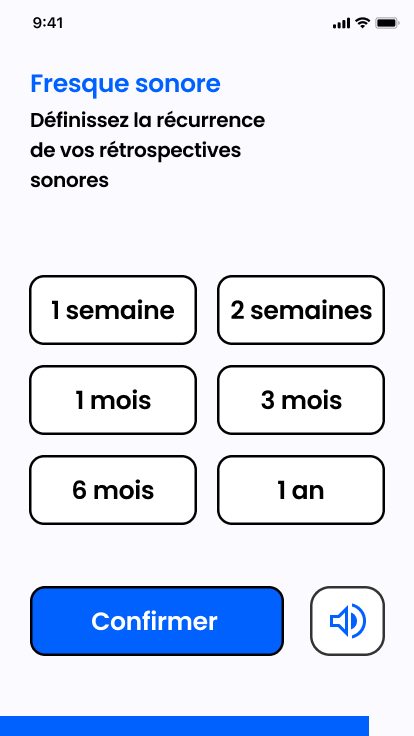 9:41
Fresque sonore
Définissez la récurrence
de vos rétrospectives
sonores
1 semaine
2 semaines
1 mois
3 mois
6 mois
1 an
Confirmer